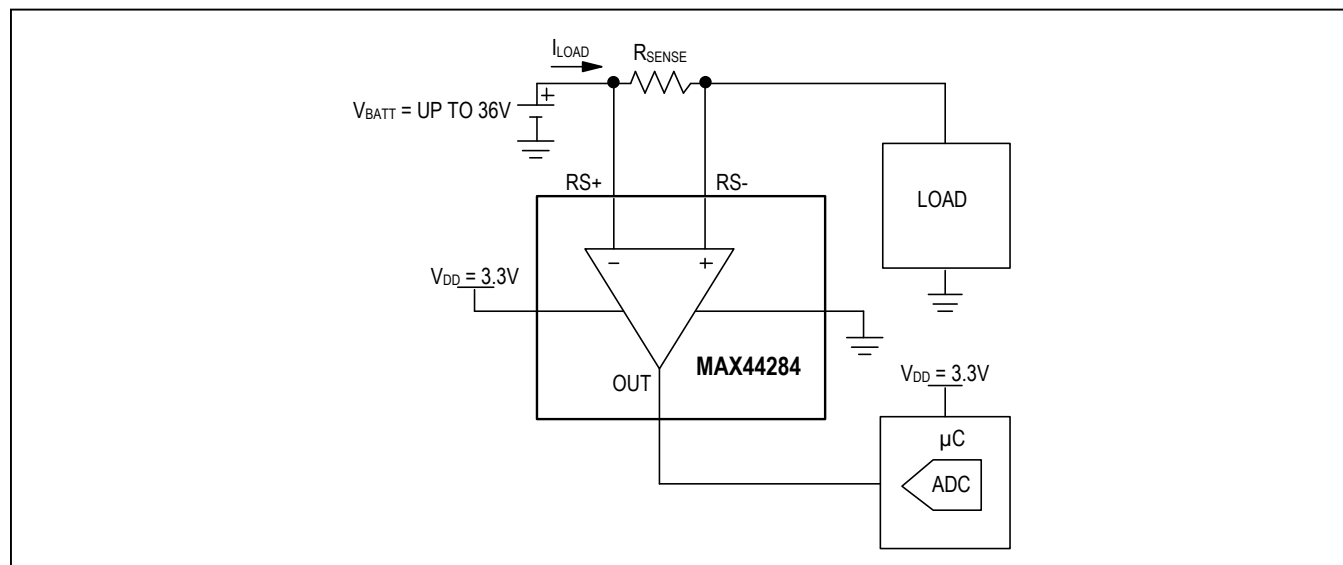 ILOAD
RSENSE
+
VBATT = UP TO 36V
RS+
RS-
LOAD
− +
VDD = 3.3V
MAX44284
OUT
VDD = 3.3V
µC
ADC